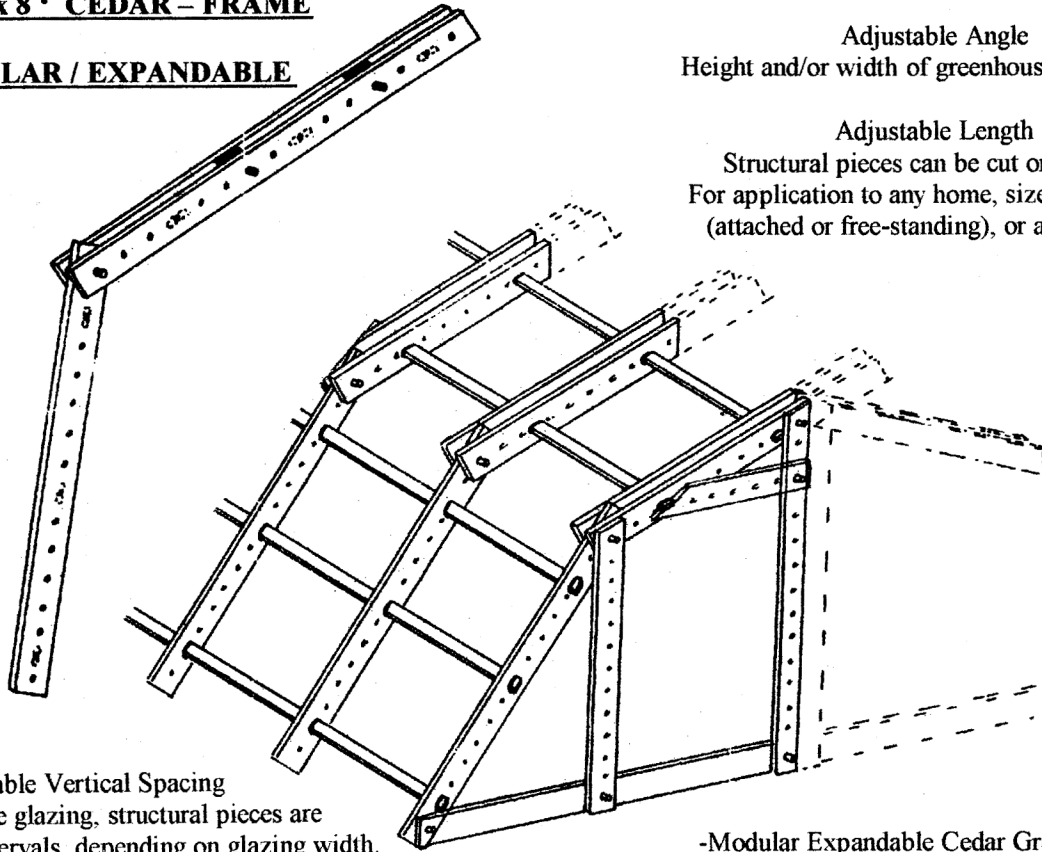 x 8' CEDAR – FRAME
LAR / EXPANDABLE
Adjustable Angle
Height and/or width of greenhous
Adjustable Length
Structural pieces can be cut or
For application to any home, size
(attached or free-standing), or a
able Vertical Spacing
e glazing, structural pieces are
ervals, depending on glazing width.
-Modular Expandable Cedar Gr